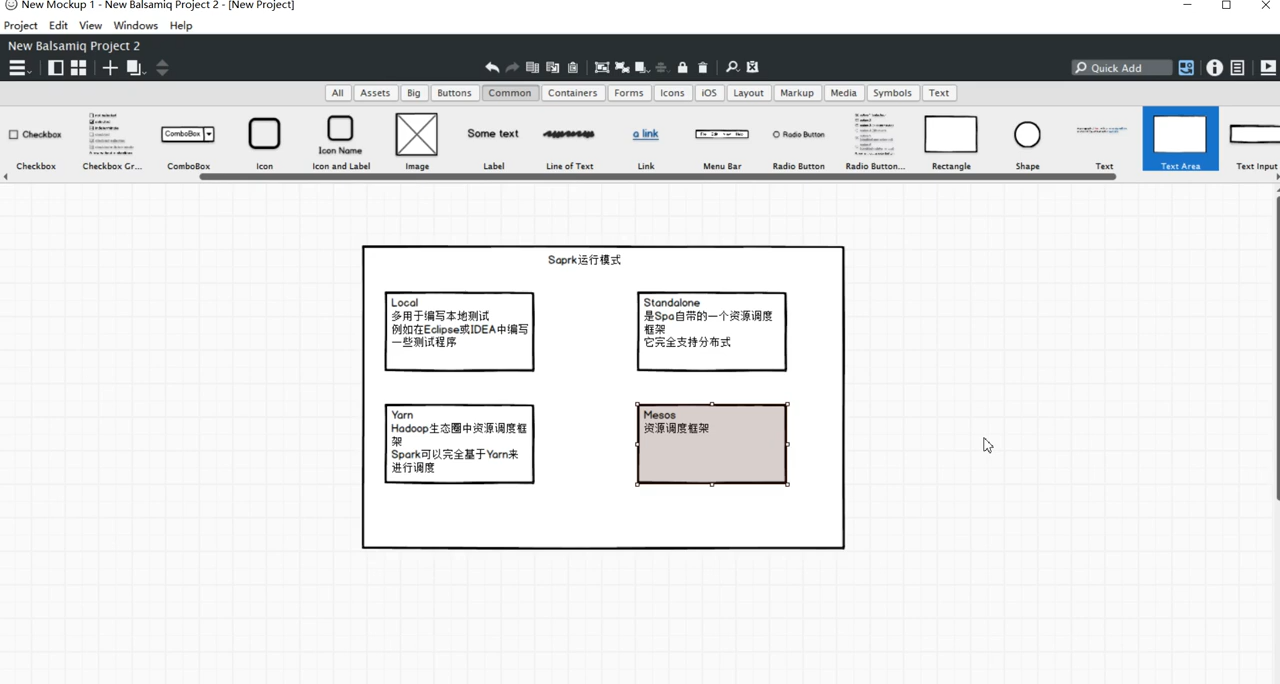 New Mockup 1 - New Balsamiq Project 2 - [New Project]
Project Edit View Windows Help
New Balsamiq Project 2
Quick Add
All Assets Big Buttons Common Containers Forms Icons iOS Layout Markup Media Symbols Text
Checkbox ComboBox Icon Name Some text a link Radio Button
Checkbox Gr... ComboBox Icon Icon and Label Image Label Line of Text Link Menu Bar Radio Button Radio Button... Rectangle Shape Text Text Area Text Input
Checkbox
Saprk运行模式
Local
多用于编写本地测试
例如在Eclipse或IDEA中编写
一些测试程序
Standalone
是Spa自带的一个资源调度
框架
它完全支持分布式
Yarn
Hadoop生态圈中资源调度框
架
Spark可以完全基于Yarn来
进行调度
Mesos
资源调度框架